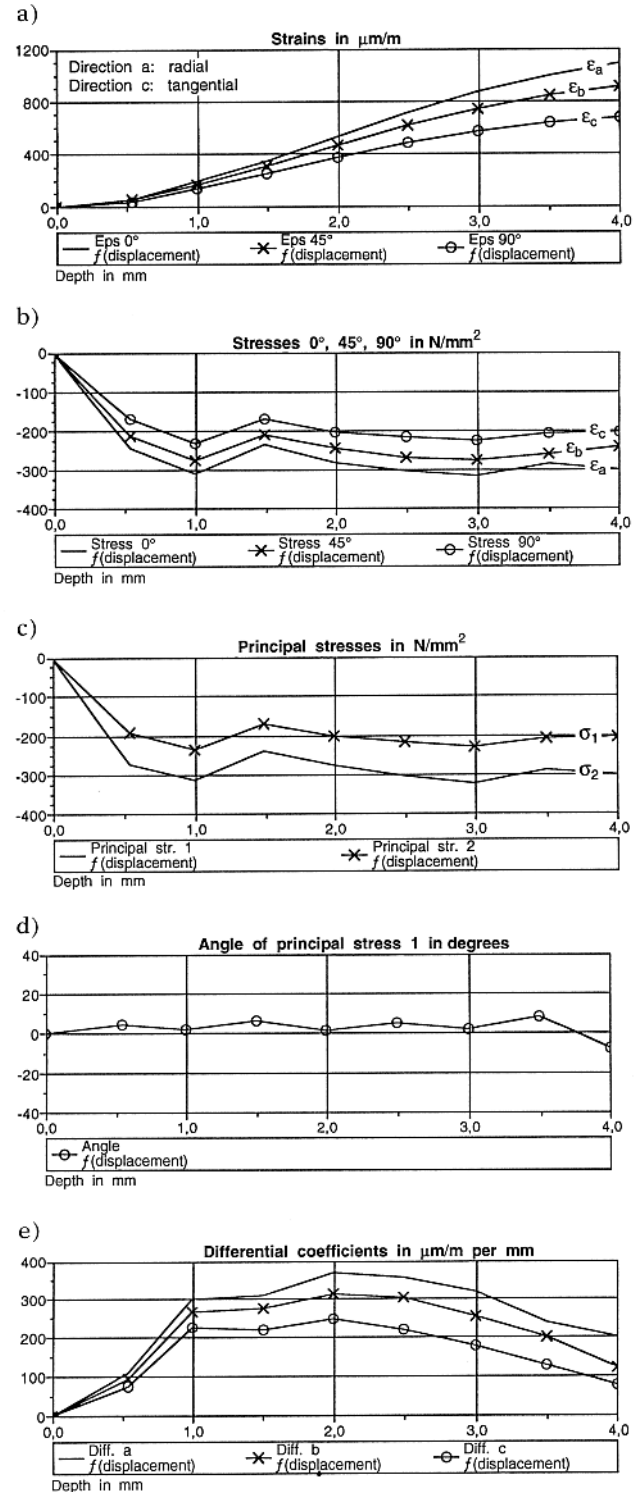 a)
Strains in μm/m
1200
800
400
0
Direction a: radial
Direction c: tangential
εa
εb
εc
0,0 1,0 2,0 3,0 4,0
Eps 0° Eps 45° Eps 90°
f(displacement) f(displacement) f(displacement)
Depth in mm
b)
Stresses 0°, 45°, 90° in N/mm²
0
-100
-200
-300
-400
εc
εb
εa
0,0 1,0 2,0 3,0 4,0
Stress 0° Stress 45° Stress 90°
f(displacement) f(displacement) f(displacement)
Depth in mm
c)
Principal stresses in N/mm²
0
-100
-200
-300
-400
σ1
σ2
0,0 1,0 2,0 3,0 4,0
Principal str. 1 Principal str. 2
f(displacement) f(displacement)
Depth in mm
d)
Angle of principal stress 1 in degrees
40
20
0
-20
-40
0,0 1,0 2,0 3,0 4,0
Angle
f(displacement)
Depth in mm
e)
Differential coefficients in μm/m per mm
400
300
200
100
0
0,0 1,0 2,0 3,0 4,0
Diff. a Diff. b Diff. c
f(displacement) f(displacement) f(displacement)
Depth in mm